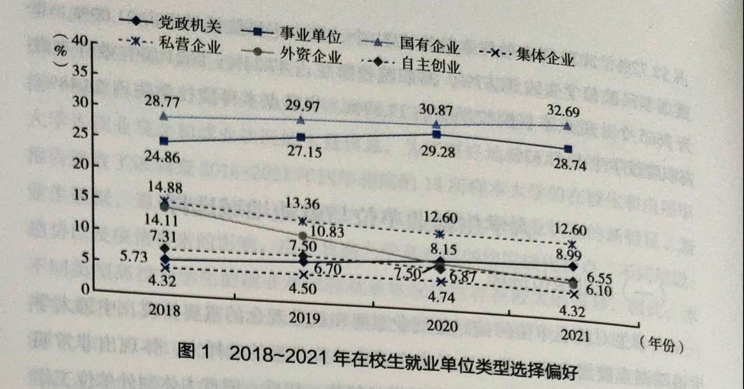 党政机关 事业单位 国有企业 集体企业
私营企业 外资企业 自主创业
(%)
40
35
30
25
20
15
10
5
0
28.77 29.97 30.87 32.69
24.86 27.15 29.28 28.74
14.88 13.36 12.60 12.60
14.11 10.83 8.15 8.99
7.31 7.50 7.50 6.87 6.55
5.73 6.70 6.10
4.32 4.50 4.74 4.32
2018 2019 2020 2021 (年份)
图 1 2018~2021 年在校生就业单位类型选择偏好